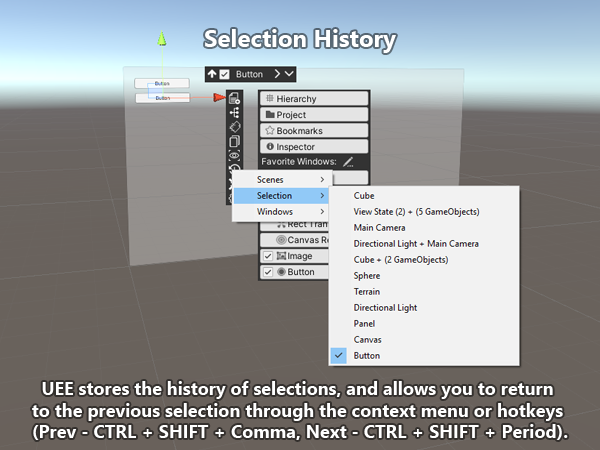 Selection History
Button
Button
Button
Hierarchy
Project
Bookmarks
Inspector
Favorite Windows:
Scenes
Selection
Windows
Cube
View State (2) + (5 GameObjects)
Main Camera
Directional Light + Main Camera
Cube + (2 GameObjects)
Sphere
Terrain
Directional Light
Panel
Canvas
Button
Rect Tran
Canvas Re
Image
Button
UEE stores the history of selections, and allows you to return
to the previous selection through the context menu or hotkeys
(Prev - CTRL + SHIFT + Comma, Next - CTRL + SHIFT + Period).